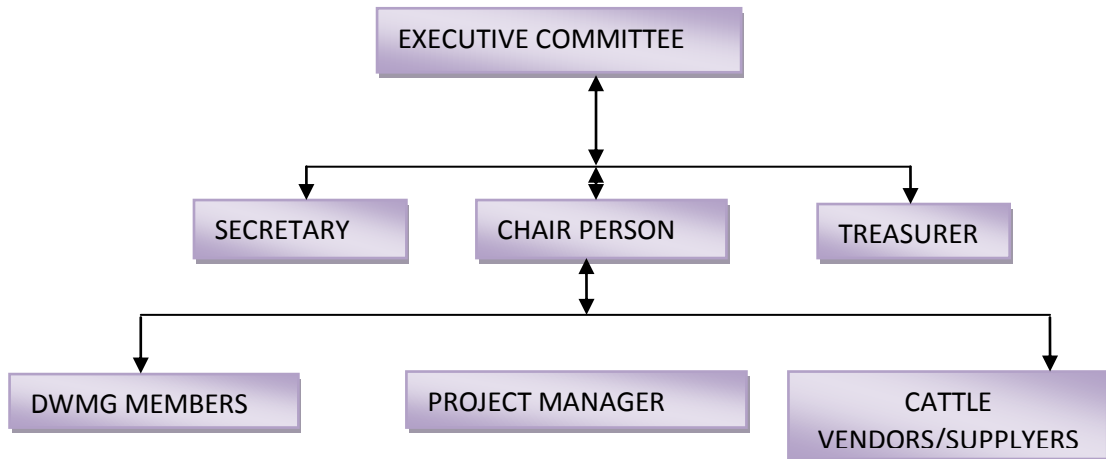 EXECUTIVE COMMITTEE
SECRETARY
CHAIR PERSON
TREASURER
DWMG MEMBERS
PROJECT MANAGER
CATTLE
VENDORS/SUPPLYERS